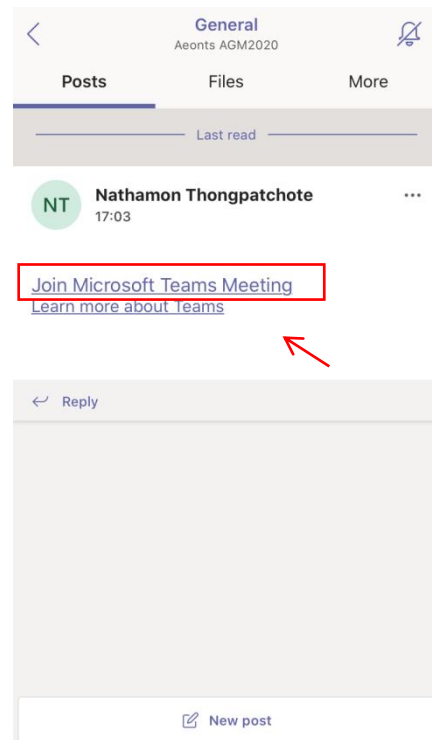 General
Aeonts AGM2020
Posts Files More
Last read
NT
Nathamon Thongpatchote
17:03
Join Microsoft Teams Meeting
Learn more about Teams
Reply
New post